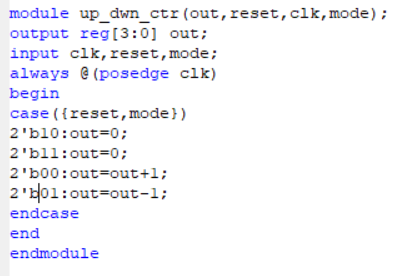 module up_dwn_ctr(out,reset,clk,mode);
output reg[3:0] out;
input clk,reset,mode;
always @(posedge clk)
begin
case({reset,mode})
2'b10:out=0;
2'b11:out=0;
2'b00:out=out+1;
2'b01:out=out-1;
endcase
end
endmodule